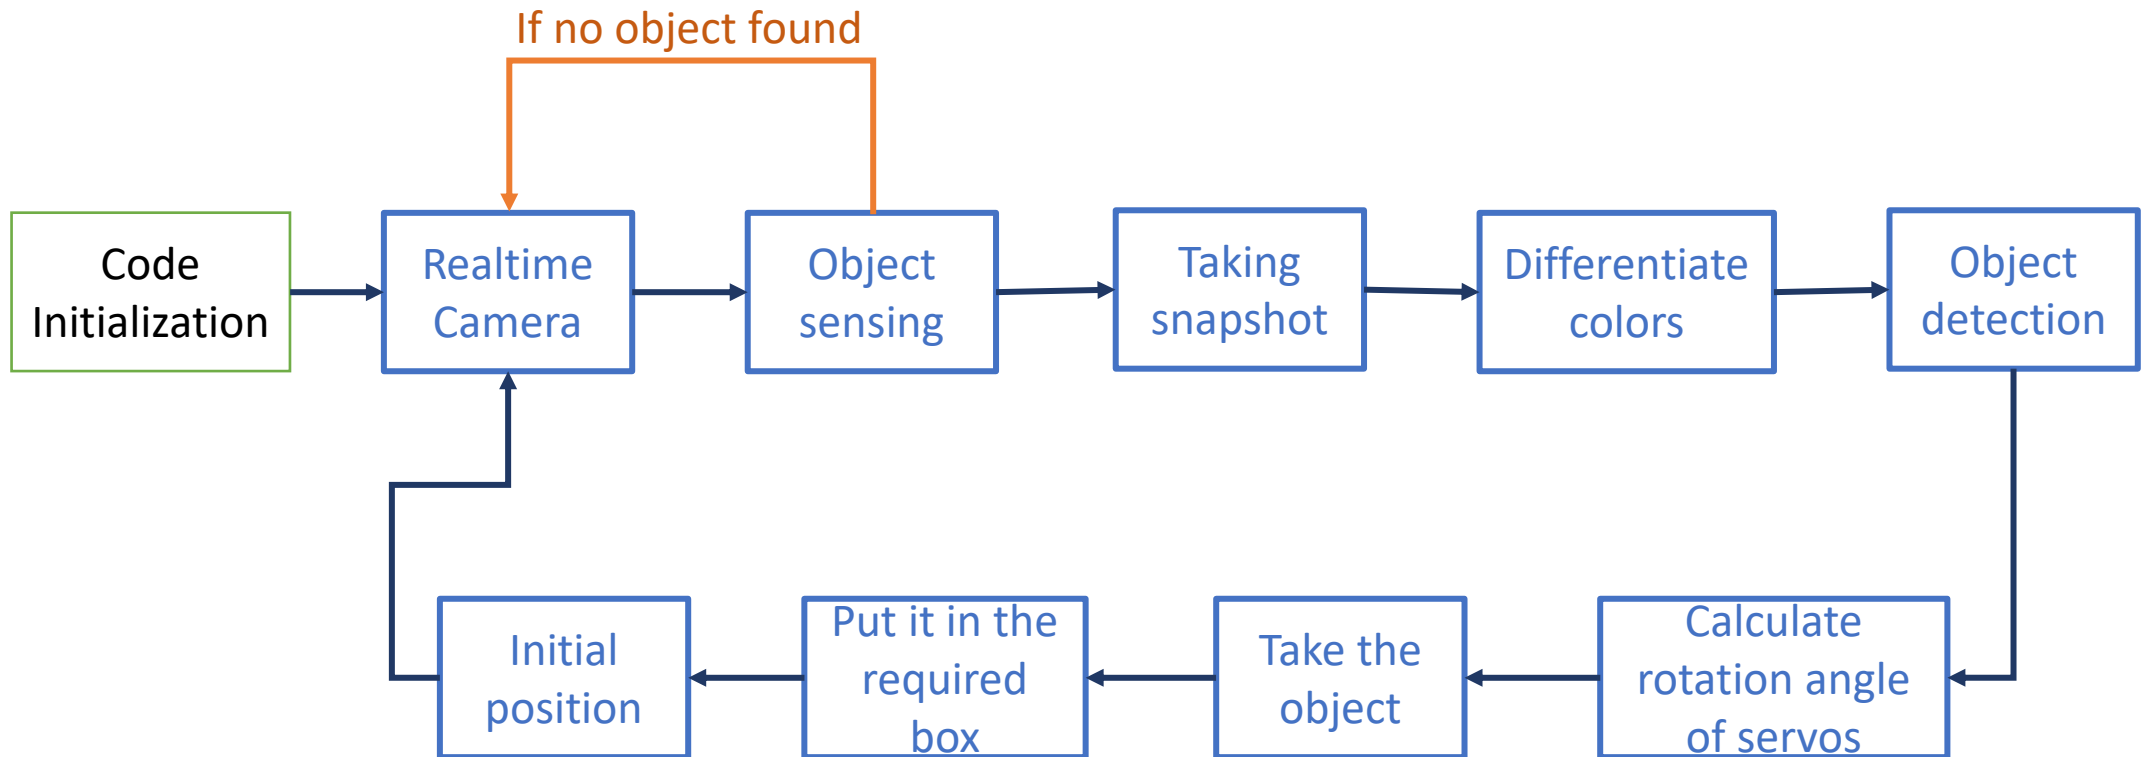 If no object found
Code
Initialization
Realtime
Camera
Object
sensing
Taking
snapshot
Differentiate
colors
Object
detection
Initial
position
Put it in the
required
box
Take the
object
Calculate
rotation angle
of servos